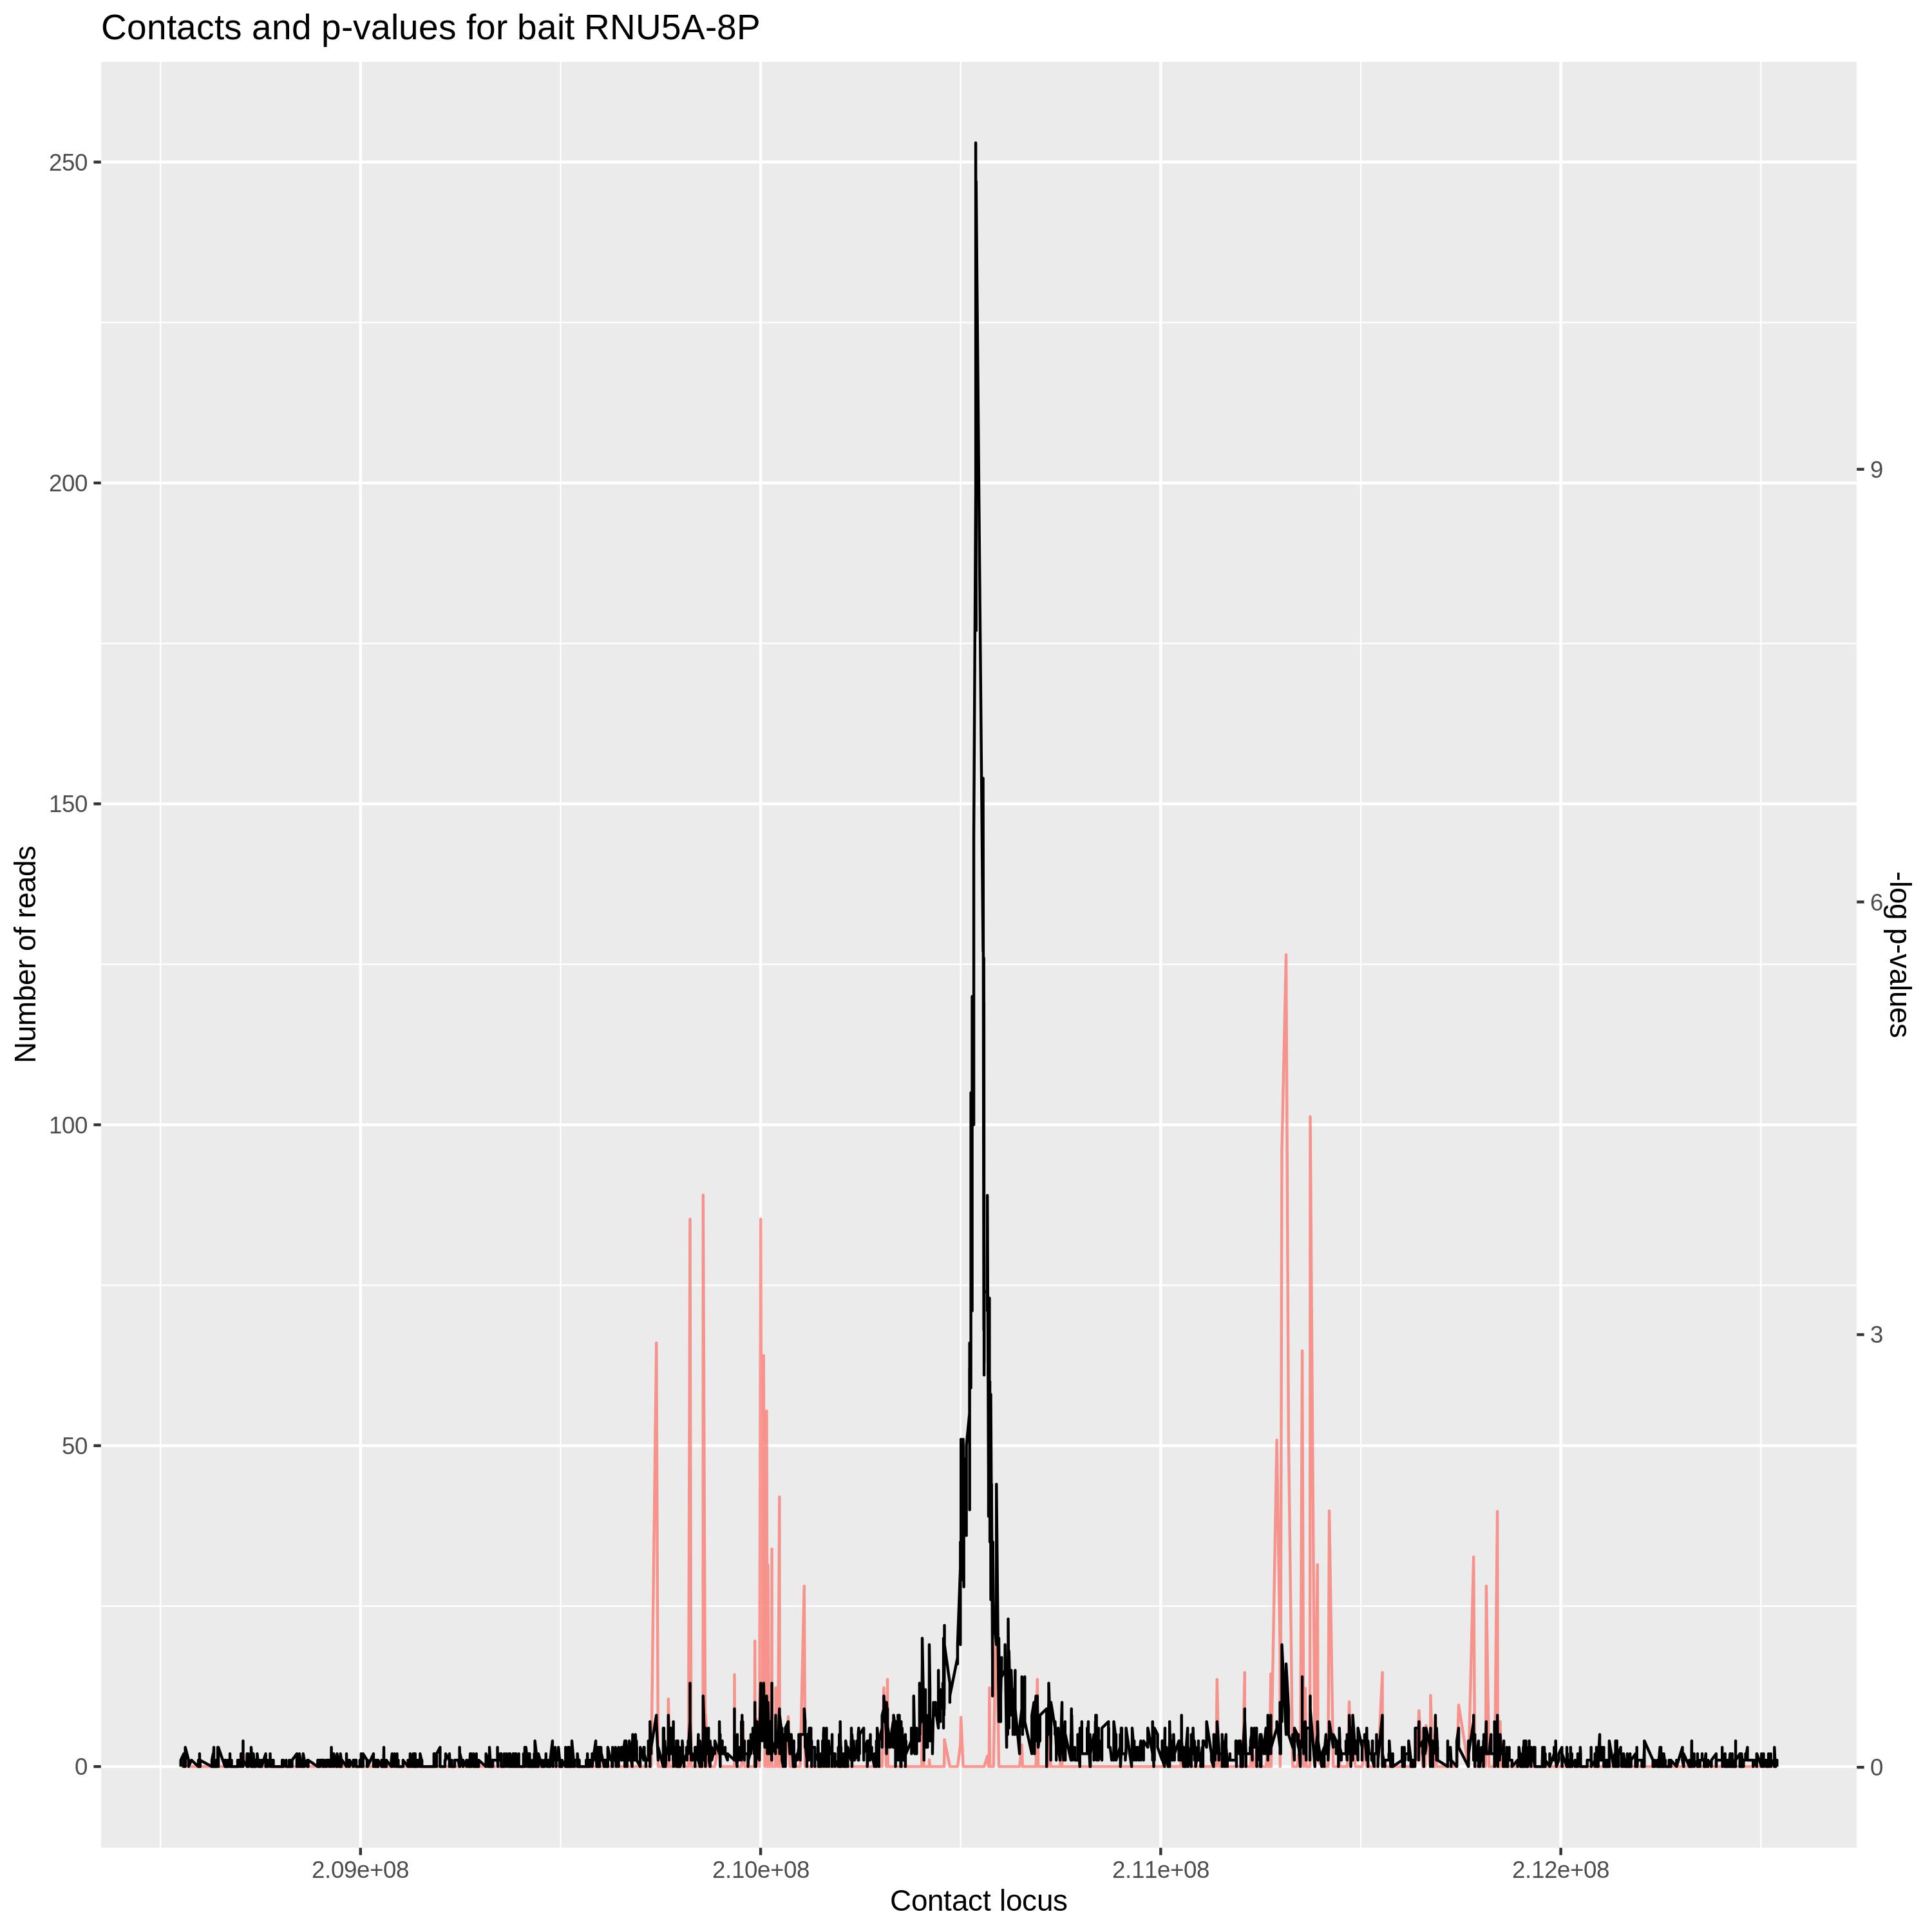 Contacts and p-values for bait RNU5A-8P
250
200
150
100
50
0
Number of reads
9
6
3
0
-log p-values
2.09e+08
2.10e+08
2.11e+08
2.12e+08
Contact locus